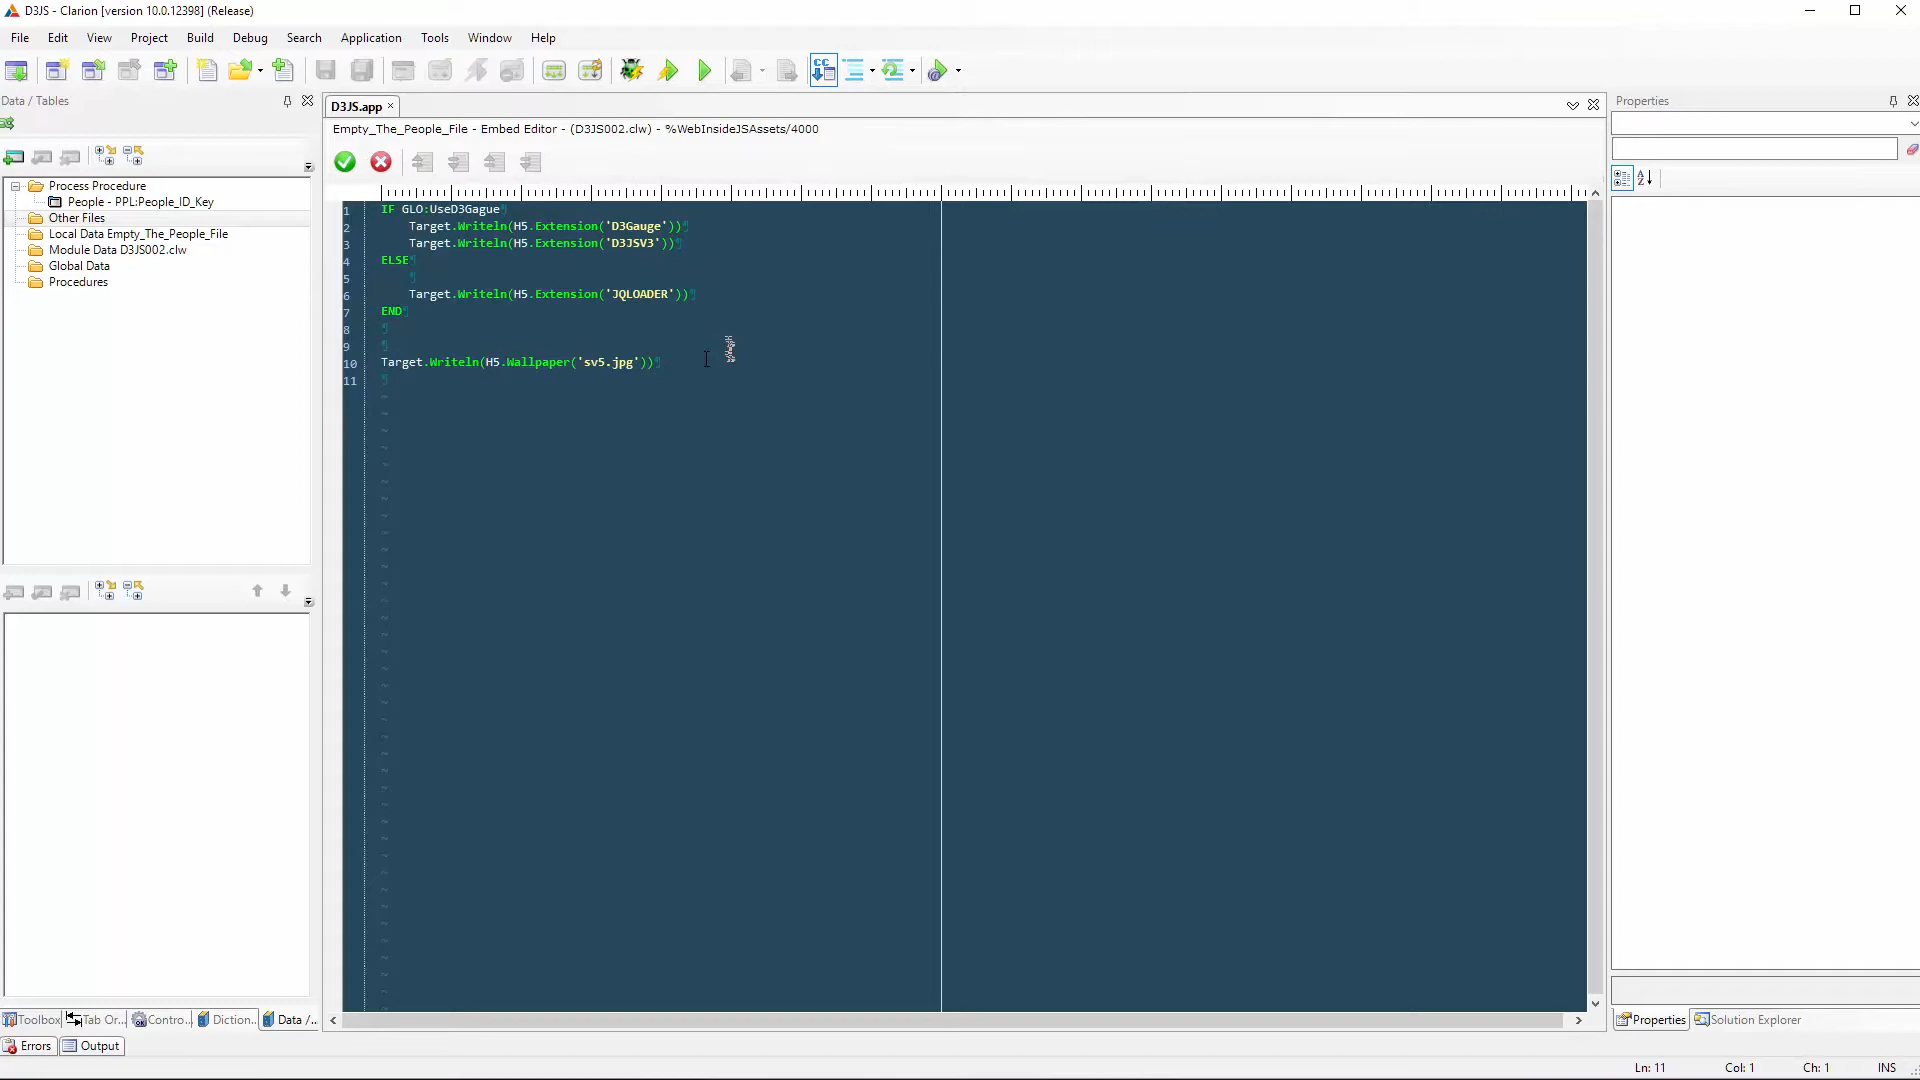 D3JS - Clarion [version 10.0.12398] (Release)
File Edit View Project Build Debug Search Application Tools Window Help
Data / Tables
D3JS.app
Properties
Empty_The_People_File - Embed Editor - (D3JS002.clw) - %WebInsideJSAssets/4000
Process Procedure
People - PPL:People_ID_Key
Other Files
Local Data Empty_The_People_File
Module Data D3JS002.clw
Global Data
Procedures
1 IF GLO:UseD3Gague
2 Target.Writeln(H5.Extension('D3Gauge'))
3 Target.Writeln(H5.Extension('D3JSV3'))
4 ELSE
5
6 Target.Writeln(H5.Extension('JQLOADER'))
7 END
8
9
10 Target.Writeln(H5.Wallpaper('sv5.jpg'))
11
Toolbox Tab Or... Contro... Diction... Data /...
Properties Solution Explorer
Errors Output
Ln: 11 Col: 1 Ch: 1 INS